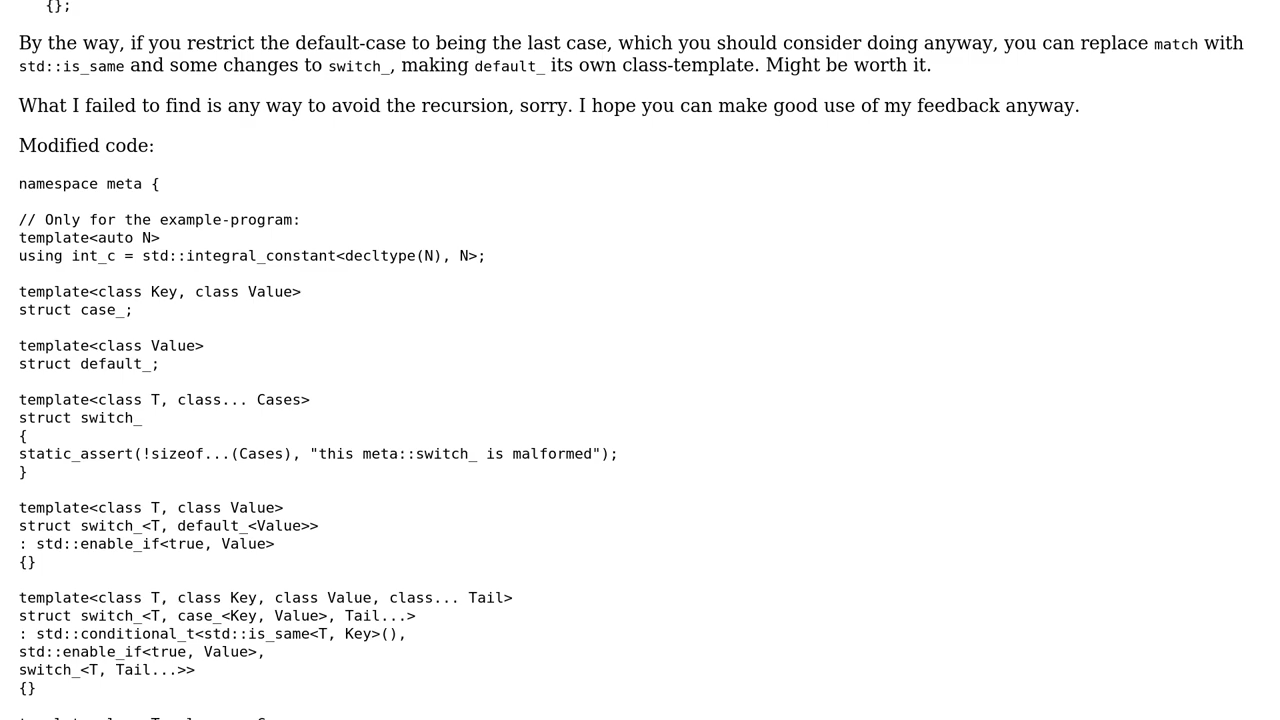 {};
By the way, if you restrict the default-case to being the last case, which you should consider doing anyway, you can replace match with
std::is_same and some changes to switch_, making default_ its own class-template. Might be worth it.
What I failed to find is any way to avoid the recursion, sorry. I hope you can make good use of my feedback anyway.
Modified code:
namespace meta {
// Only for the example-program:
template<auto N>
using int_c = std::integral_constant<decltype(N), N>;
template<class Key, class Value>
struct case_;
template<class Value>
struct default_;
template<class T, class... Cases>
struct switch_
{
static_assert(!sizeof...(Cases), "this meta::switch_ is malformed");
}
template<class T, class Value>
struct switch_<T, default_<Value>>
: std::enable_if<true, Value>
{}
template<class T, class Key, class Value, class... Tail>
struct switch_<T, case_<Key, Value>, Tail...>
: std::conditional_t<std::is_same<T, Key>(),
std::enable_if<true, Value>,
switch_<T, Tail...>>
{}